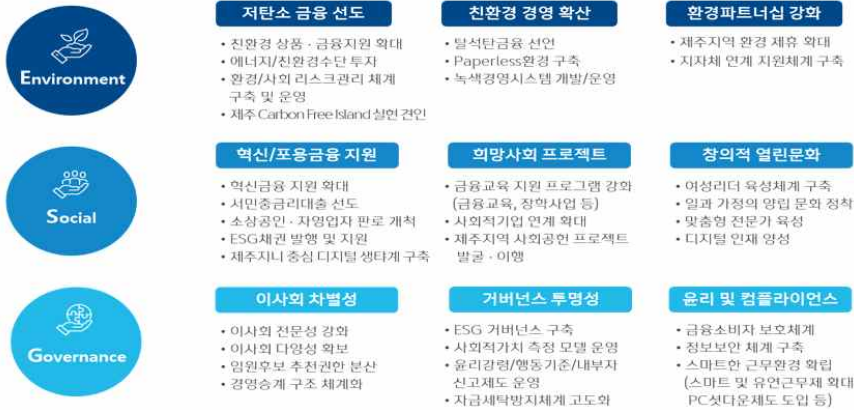 Environment
저탄소 금융 선도
• 친환경 상품 · 금융지원 확대
• 에너지/친환경수단 투자
• 환경/사회 리스크관리 체계
구축 및 운영
• 제주 Carbon Free Island 실현 견인
친환경 경영 확산
• 탈석탄금융 선언
• Paperless환경 구축
• 녹색경영시스템 개발/운영
환경파트너십 강화
• 제주지역 환경 제휴 확대
• 지자체 연계 지원체계 구축
Social
혁신/포용금융 지원
• 혁신금융 지원 확대
• 서민중금리대출 선도
• 소상공인 · 자영업자 판로 개척
• ESG채권 발행 및 지원
• 제주지니 중심 디지털 생태계 구축
희망사회 프로젝트
• 금융교육 지원 프로그램 강화
(금융교육, 장학사업 등)
• 사회적기업 연계 확대
• 제주지역 사회공헌 프로젝트
발굴 · 이행
창의적 열린문화
• 여성리더 육성체계 구축
• 일과 가정의 양립 문화 정착
• 맞춤형 전문가 육성
• 디지털 인재 양성
Governance
이사회 차별성
• 이사회 전문성 강화
• 이사회 다양성 확보
• 임원후보 추천권한 분산
• 경영승계 구조 체계화
거버넌스 투명성
• ESG 거버넌스 구축
• 사회적가치 측정 모델 운영
• 윤리강령/행동기준/내부자
신고제도 운영
• 자금세탁방지체계 고도화
윤리 및 컴플라이언스
• 금융소비자 보호체계
• 정보보안 체계 구축
• 스마트한 근무환경 확립
(스마트 및 유연근무제 확대
PC셧다운제도 도입 등)